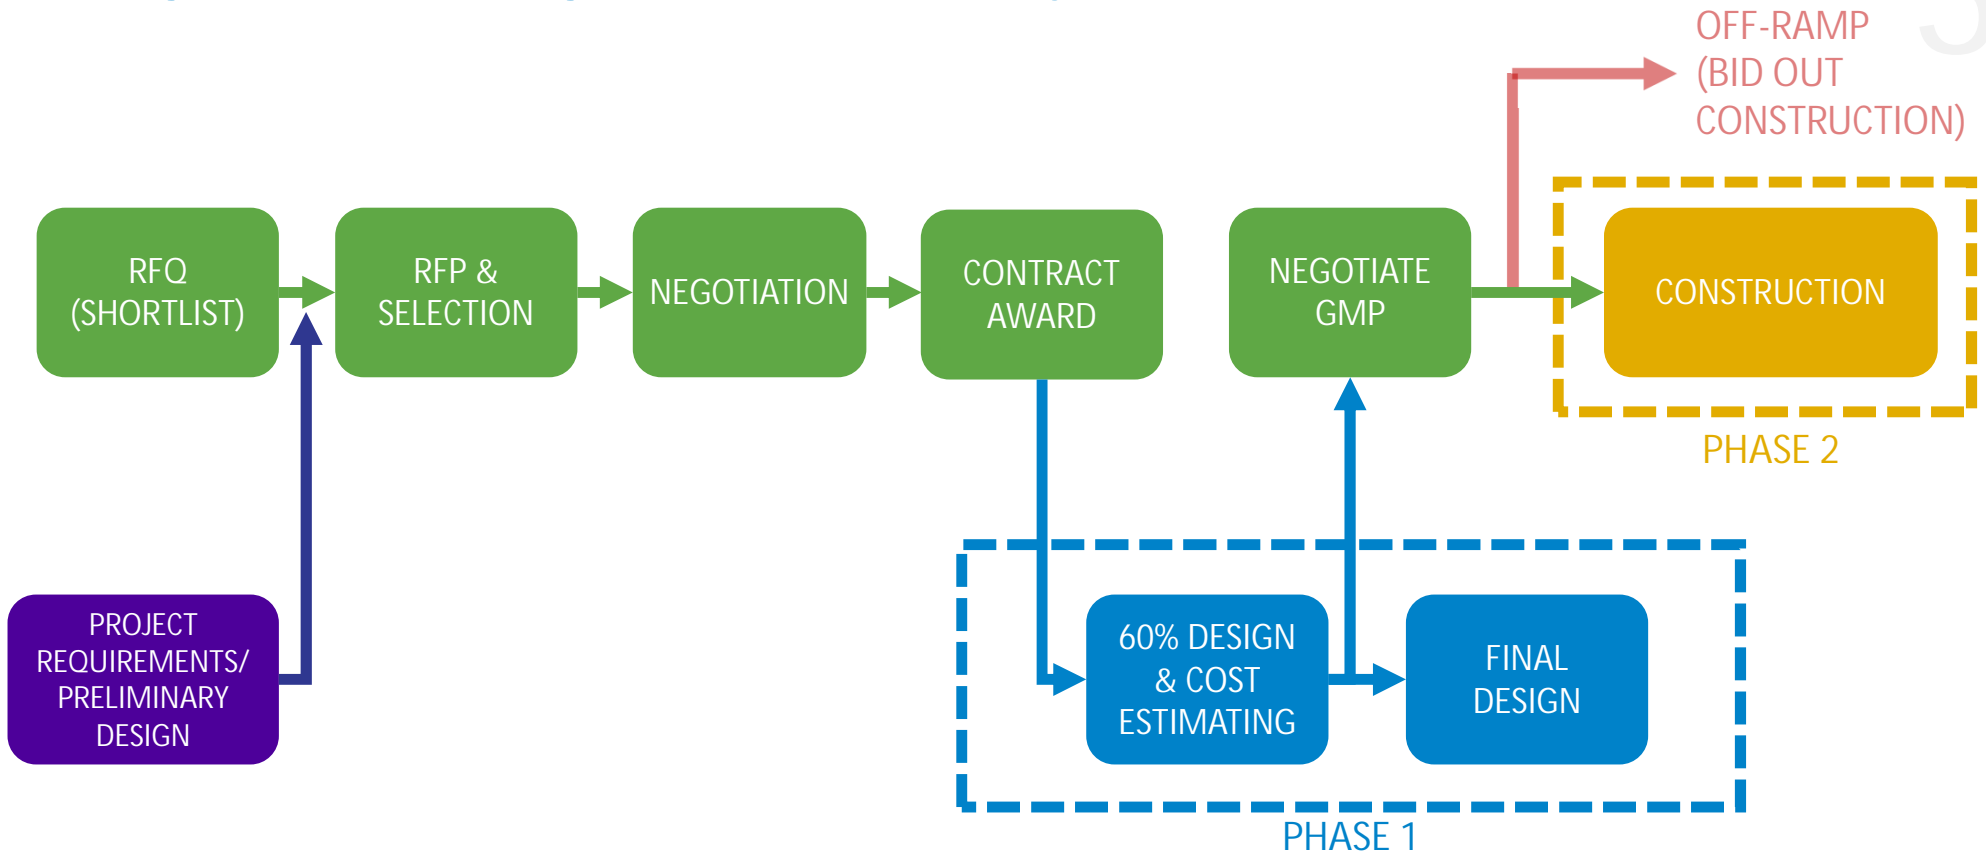 OFF-RAMP
(BID OUT
CONSTRUCTION)
RFQ
(SHORTLIST)
RFP &
SELECTION
NEGOTIATION
CONTRACT
AWARD
NEGOTIATE
GMP
CONSTRUCTION
PHASE 2
PROJECT
REQUIREMENTS/
PRELIMINARY
DESIGN
60% DESIGN
& COST
ESTIMATING
FINAL
DESIGN
PHASE 1